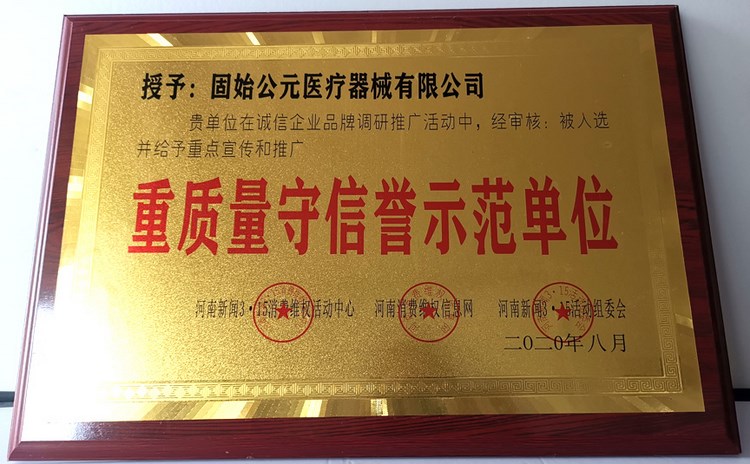 授予：固始公元医疗器械有限公司
贵单位在诚信企业品牌调研推广活动中，经审核：被入选
并给予重点宣传和推广
重质量守信誉示范单位
河南新闻3·15消费维权活动中心 河南消费维权信息网 河南新闻3·15活动组委会
二〇二〇年八月